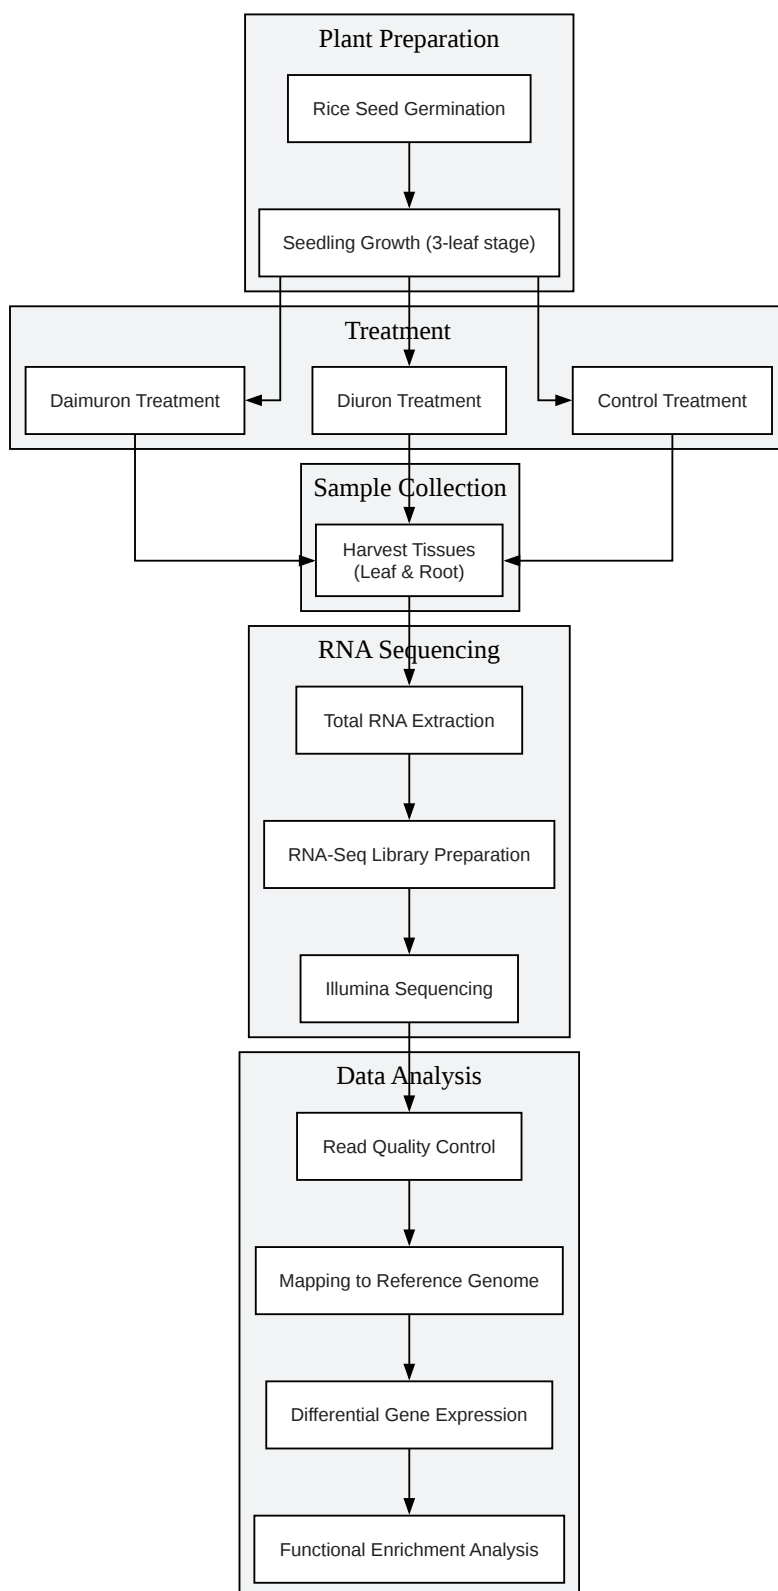 Plant Preparation
Rice Seed Germination
Seedling Growth (3-leaf stage)
Treatment
Daimuron Treatment
Diuron Treatment
Control Treatment
Sample Collection
Harvest Tissues
(Leaf & Root)
RNA Sequencing
Total RNA Extraction
RNA-Seq Library Preparation
Illumina Sequencing
Data Analysis
Read Quality Control
Mapping to Reference Genome
Differential Gene Expression
Functional Enrichment Analysis